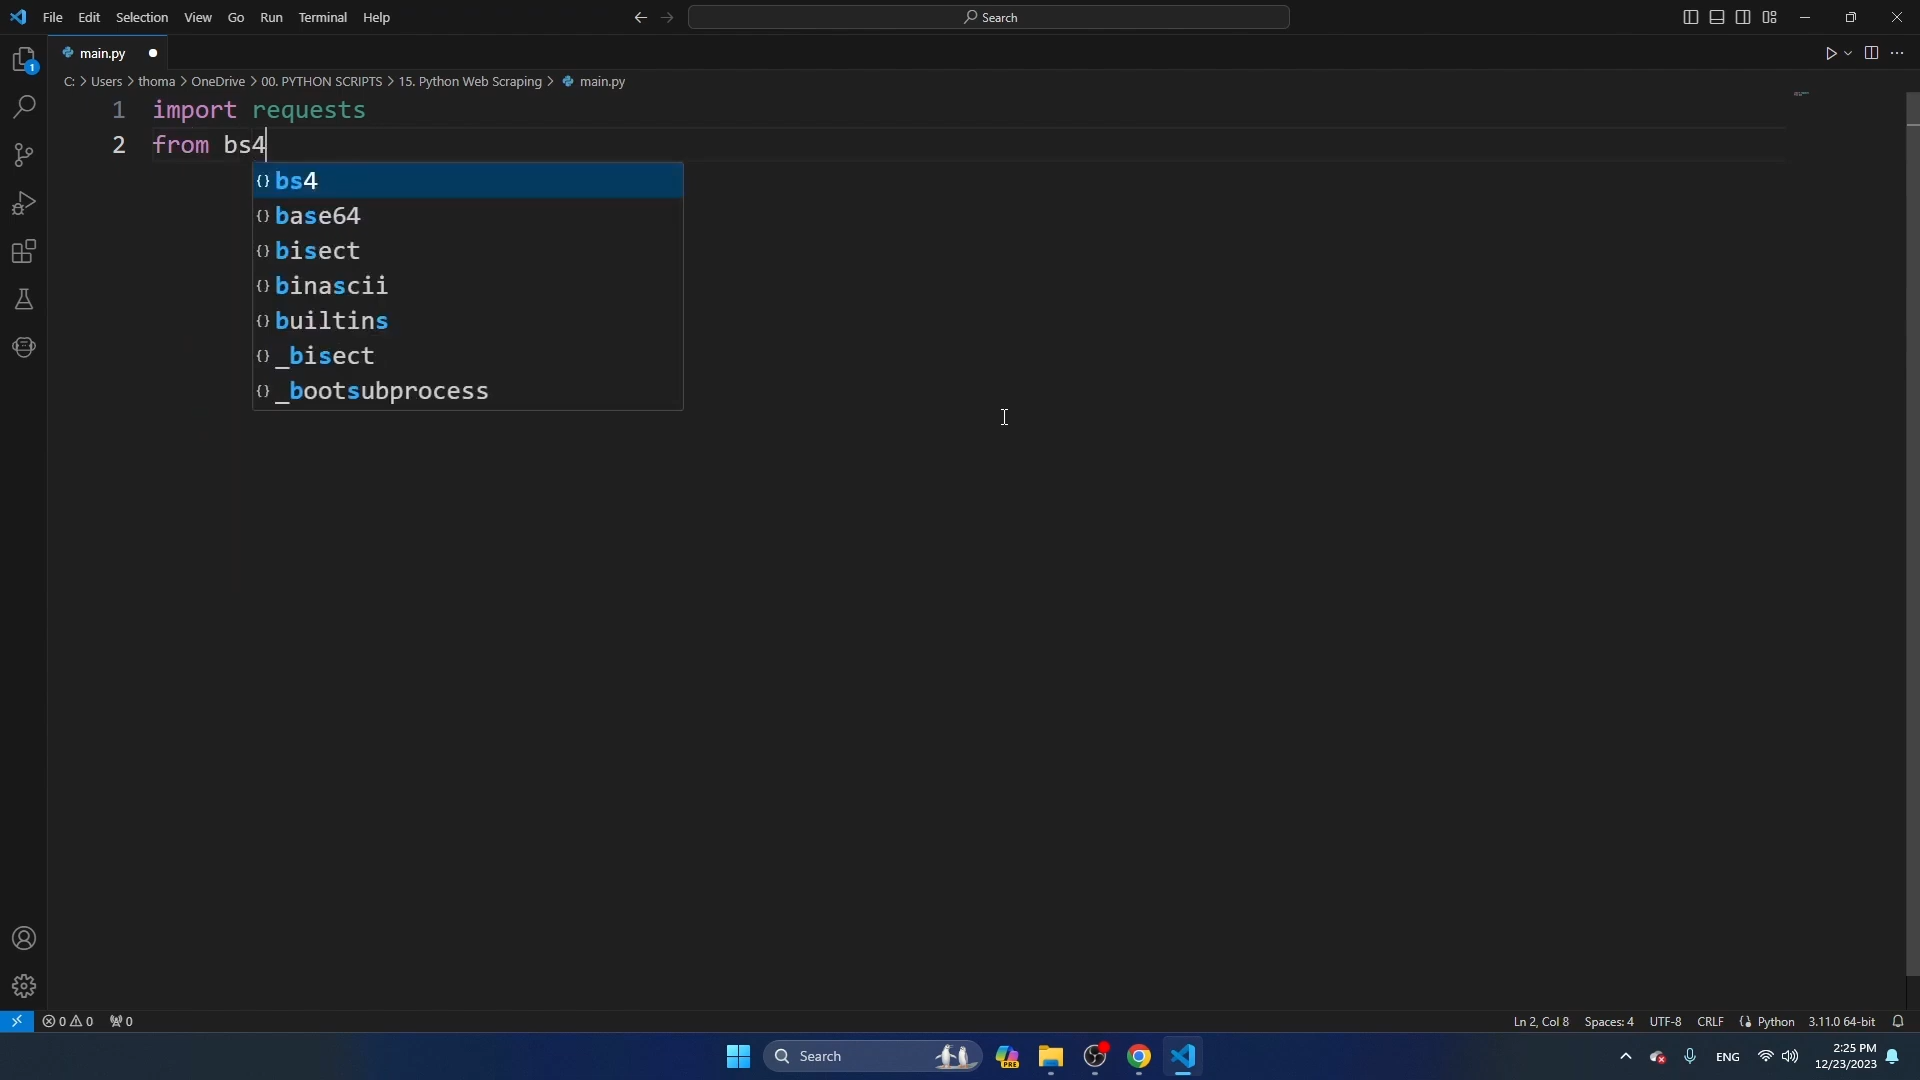 File Edit Selection View Go Run Terminal Help
Search
main.py
C: > Users > thoma > OneDrive > 00. PYTHON SCRIPTS > 15. Python Web Scraping > main.py
1 import requests
2 from bs4
bs4
base64
bisect
binascii
builtins
_bisect
_bootsubprocess
1
0 0 0
Ln 2, Col 8 Spaces: 4 UTF-8 CRLF Python 3.11.0 64-bit
Search
PRE
ENG
2:25 PM
12/23/2023